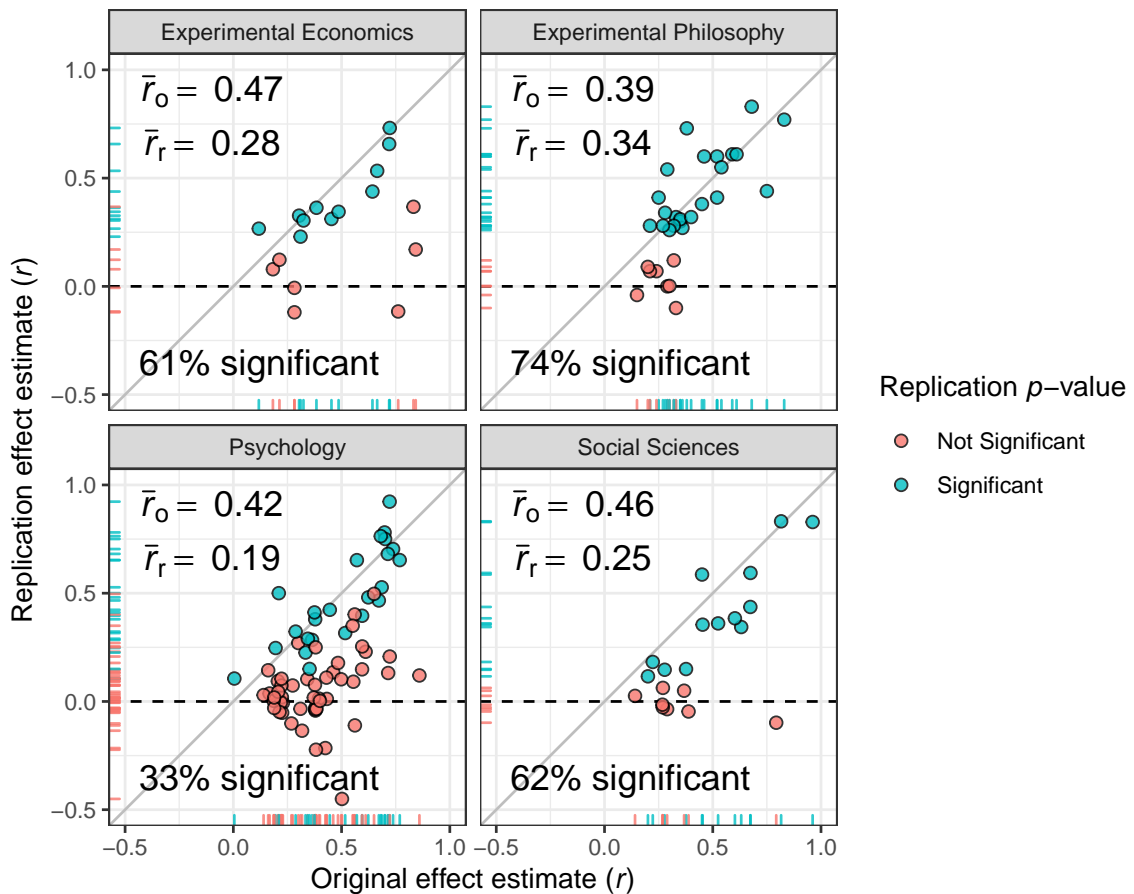 Experimental Economics
Experimental Philosophy
r̄o = 0.47
r̄r = 0.28
61% significant
r̄o = 0.39
r̄r = 0.34
74% significant
1.0
0.5
0.0
−0.5
Psychology
Social Sciences
r̄o = 0.42
r̄r = 0.19
33% significant
r̄o = 0.46
r̄r = 0.25
62% significant
1.0
0.5
0.0
−0.5
−0.5 0.0 0.5 1.0
−0.5 0.0 0.5 1.0
Original effect estimate (r)
Replication effect estimate (r)
Replication p−value
Not Significant
Significant